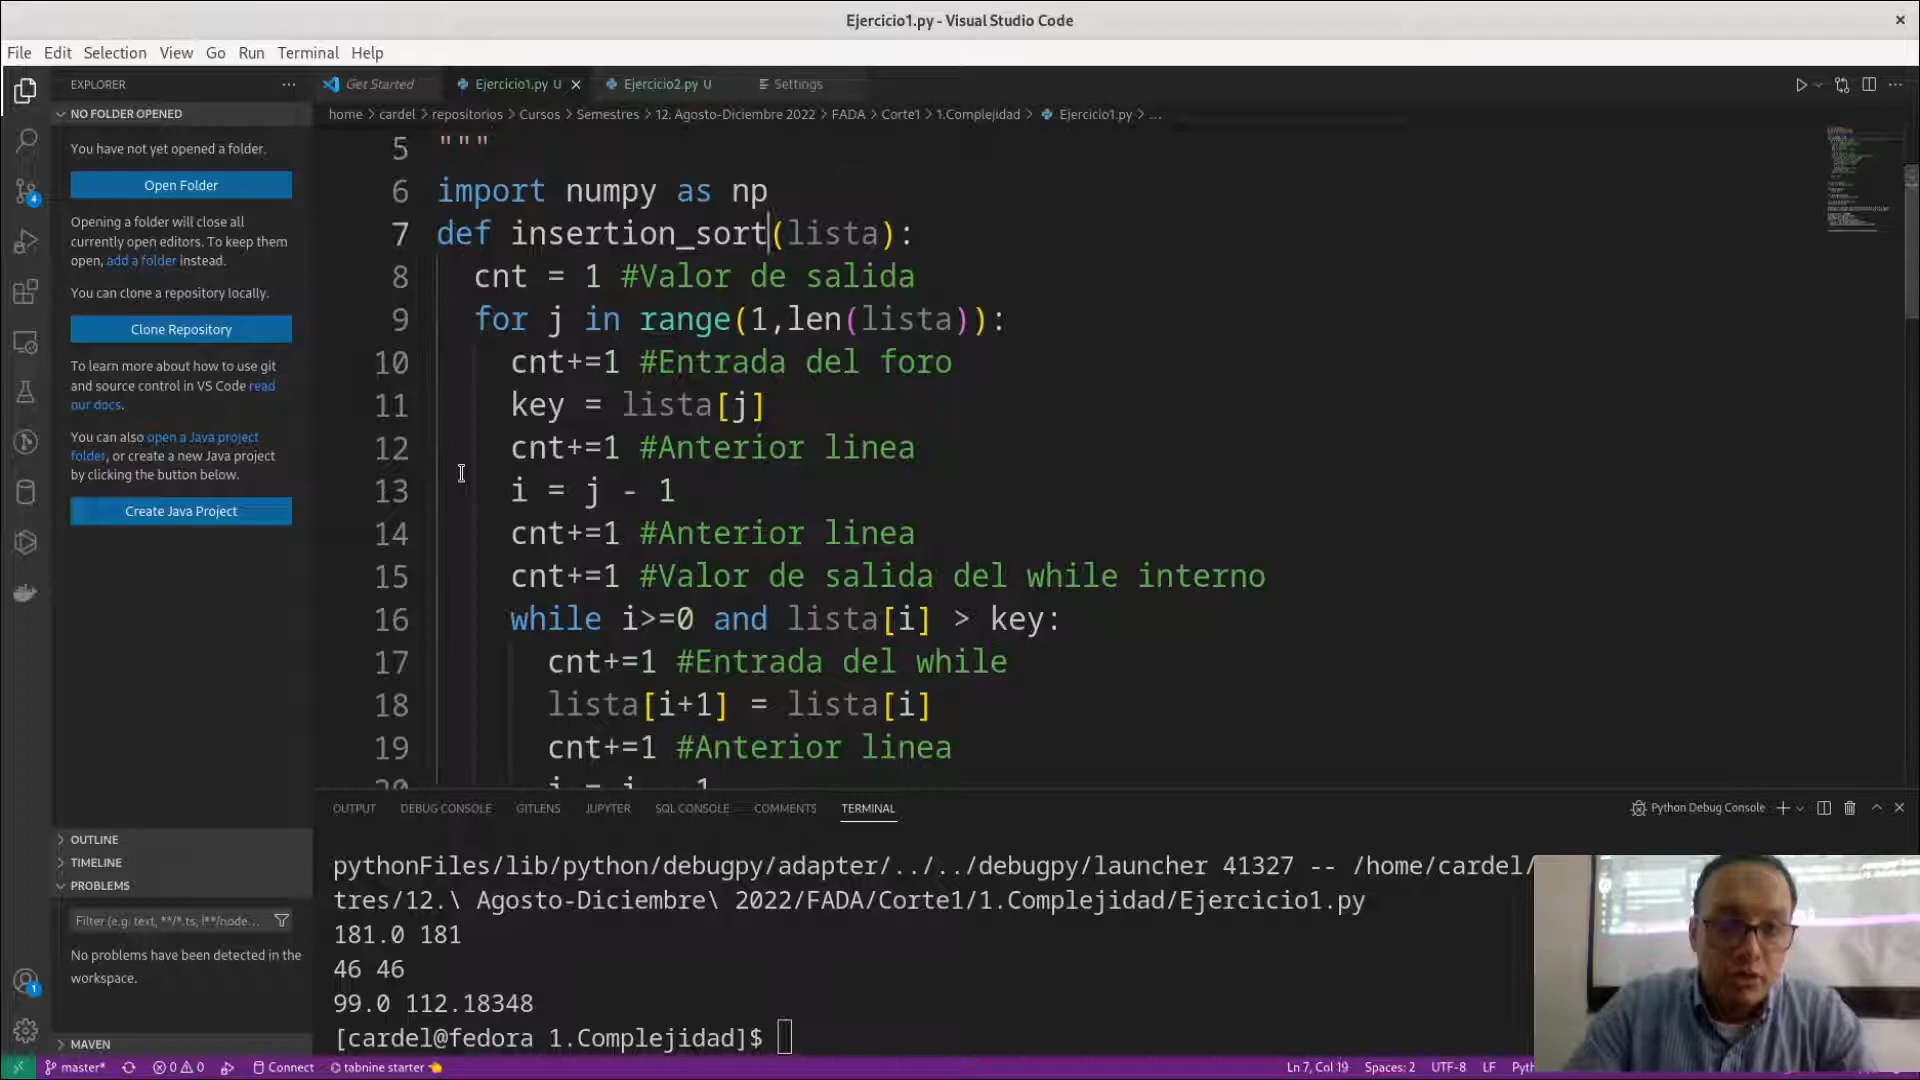 Ejercicio1.py - Visual Studio Code
File Edit Selection View Go Run Terminal Help
EXPLORER
NO FOLDER OPENED
You have not yet opened a folder.
Open Folder
Opening a folder will close all
currently open editors. To keep them
open, add a folder instead.
You can clone a repository locally.
Clone Repository
To learn more about how to use git
and source control in VS Code read
our docs.
You can also open a Java project
folder, or create a new Java project
by clicking the button below.
Create Java Project
OUTLINE
TIMELINE
PROBLEMS
Filter (e.g. text, **/*.ts, !**/node...
No problems have been detected in the
workspace.
MAVEN
Get Started Ejercicio1.py U Ejercicio2.py U Settings
home > cardel > repositorios > Cursos > Semestres > 12. Agosto-Diciembre 2022 > FADA > Corte1 > 1.Complejidad > Ejercicio1.py > ...
5 """
6 import numpy as np
7 def insertion_sort(lista):
8 cnt = 1 #Valor de salida
9 for j in range(1,len(lista)):
10 cnt+=1 #Entrada del foro
11 key = lista[j]
12 cnt+=1 #Anterior linea
13 i = j - 1
14 cnt+=1 #Anterior linea
15 cnt+=1 #Valor de salida del while interno
16 while i>=0 and lista[i] > key:
17 cnt+=1 #Entrada del while
18 lista[i+1] = lista[i]
19 cnt+=1 #Anterior linea
20 i = i - 1
OUTPUT DEBUG CONSOLE GITLENS JUPYTER SQL CONSOLE COMMENTS TERMINAL
Python Debug Console
pythonFiles/lib/python/debugpy/adapter/../../debugpy/launcher 41327 -- /home/cardel/
tres/12.\ Agosto-Diciembre\ 2022/FADA/Corte1/1.Complejidad/Ejercicio1.py
181.0 181
46 46
99.0 112.18348
[cardel@fedora 1.Complejidad]$
4
1
master* 0 0 Connect tabnine starter Ln 7, Col 19 Spaces: 2 UTF-8 LF Pyth